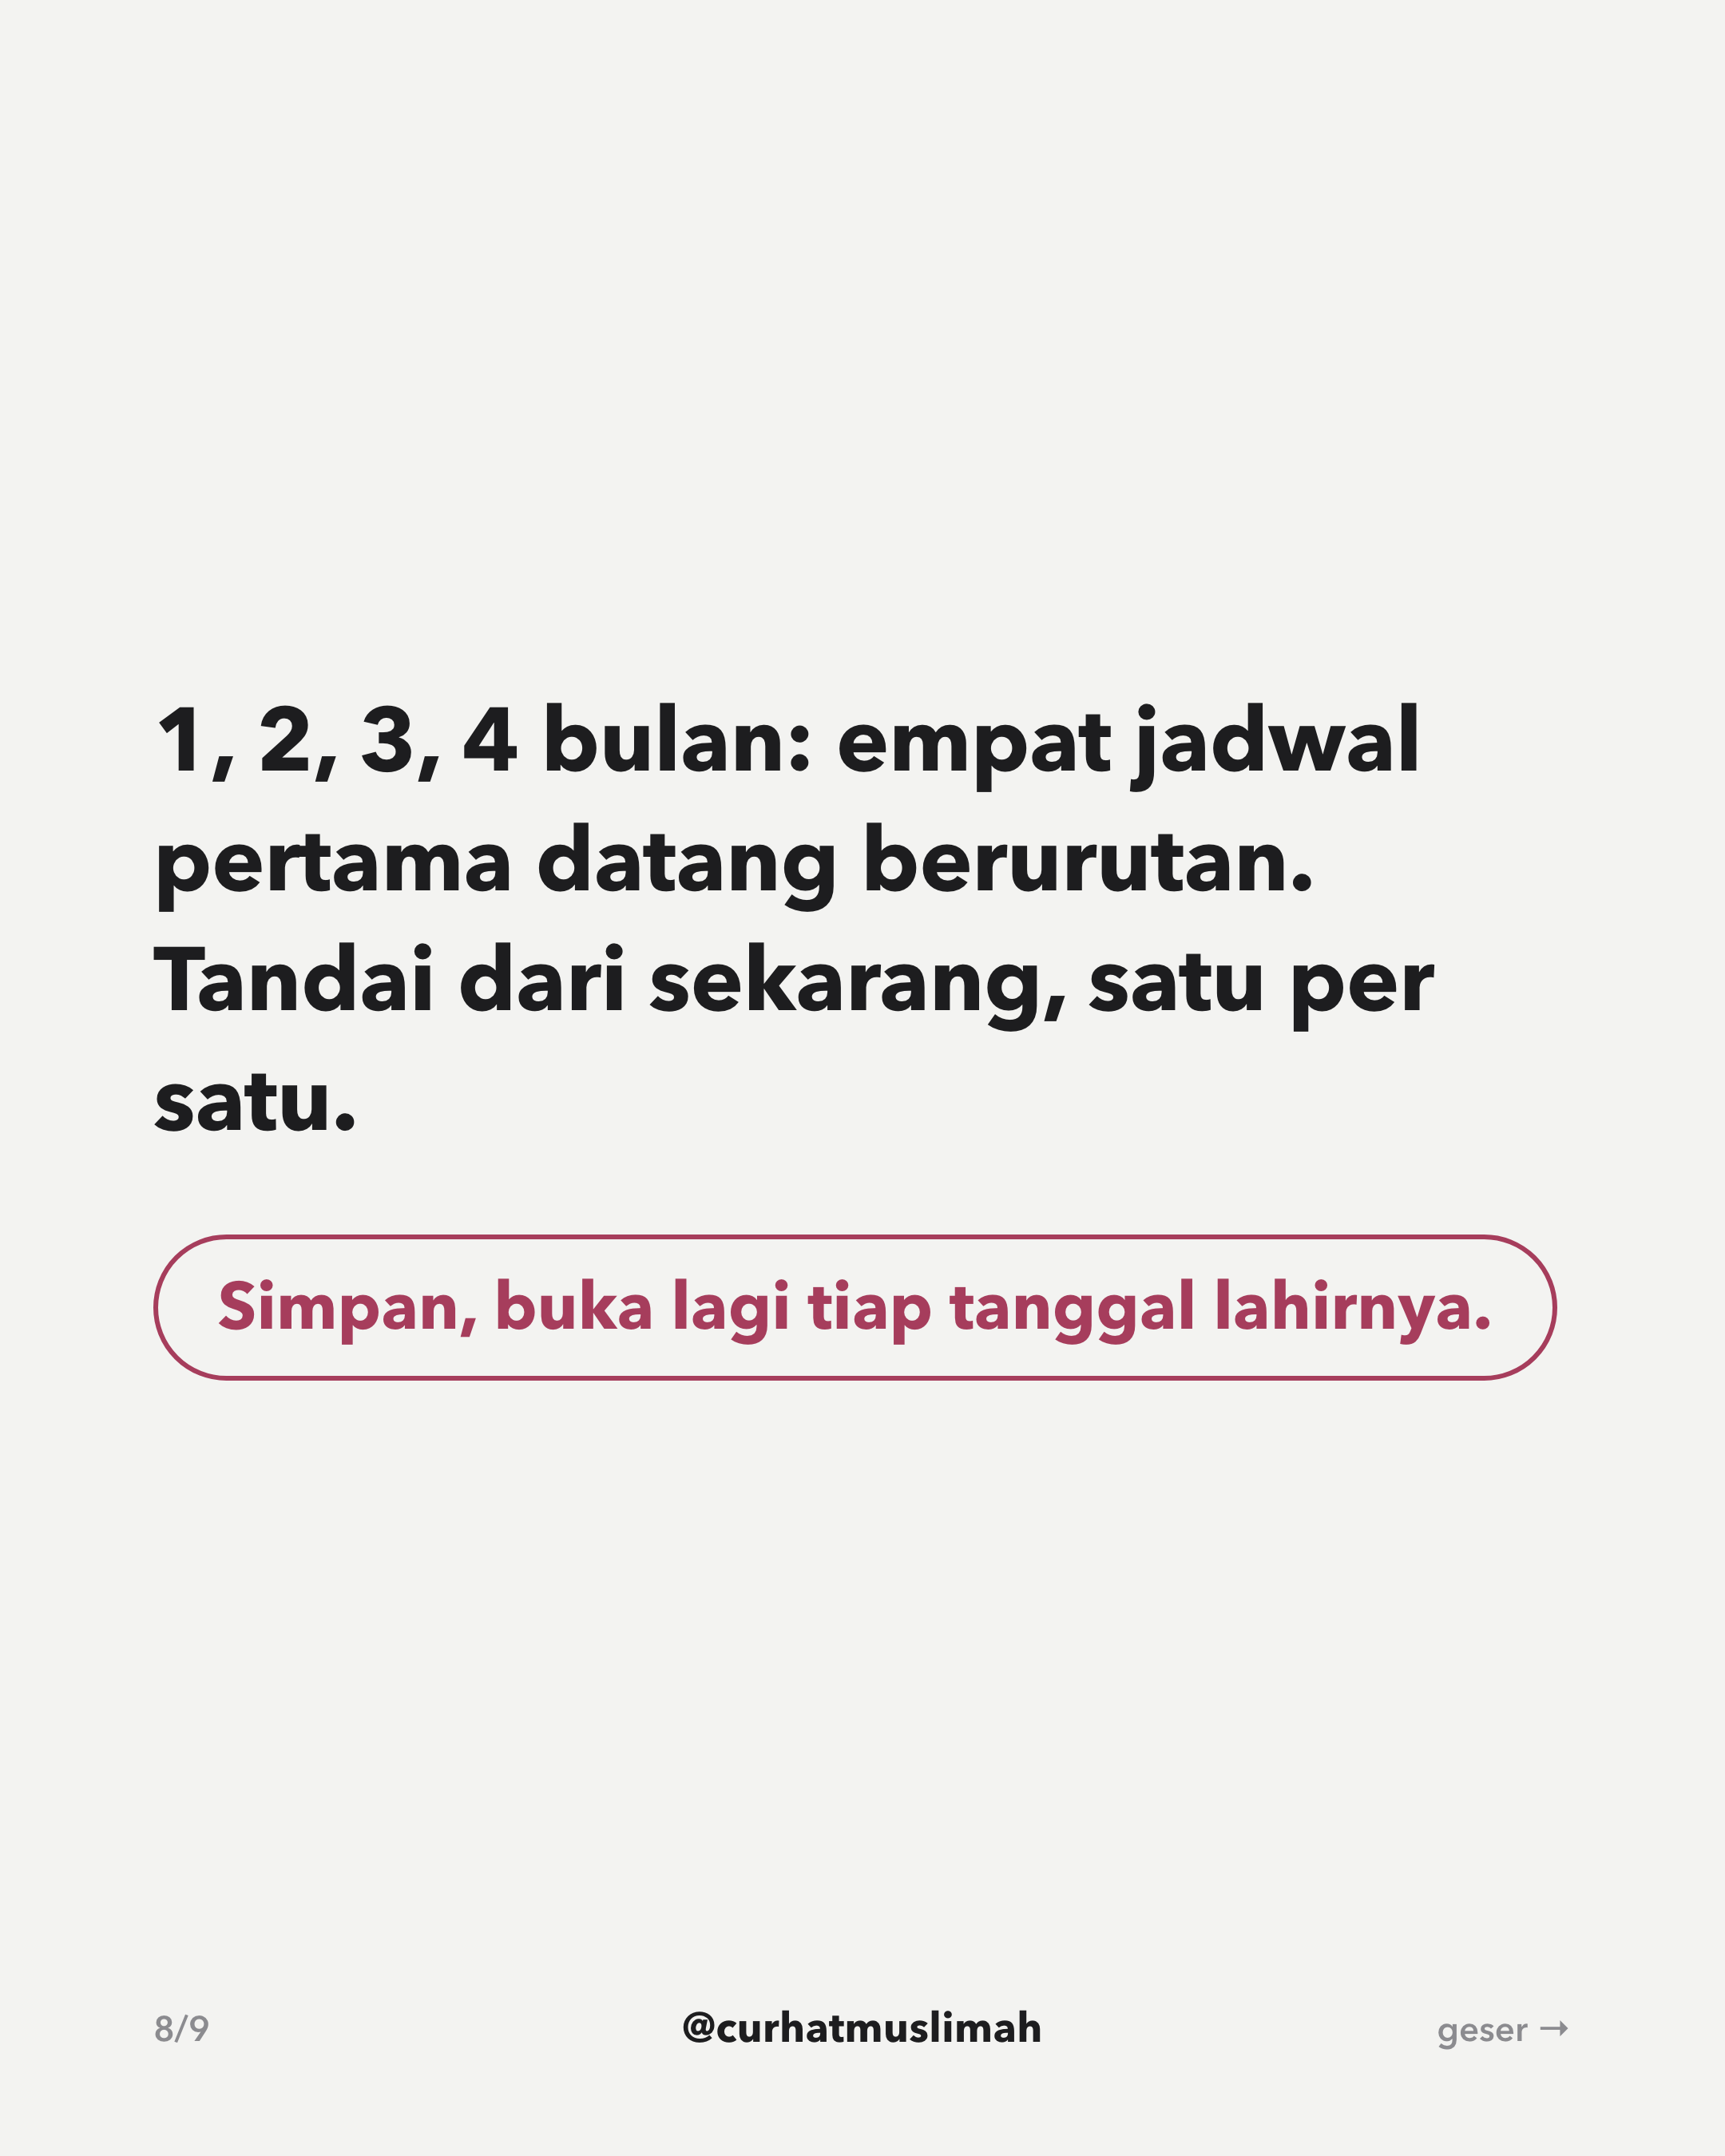 1, 2, 3, 4 bulan: empat jadwal
pertama datang berurutan.
Tandai dari sekarang, satu per
satu.
Simpan, buka lagi tiap tanggal lahirnya.
8/9
@curhatmuslimah
geser →